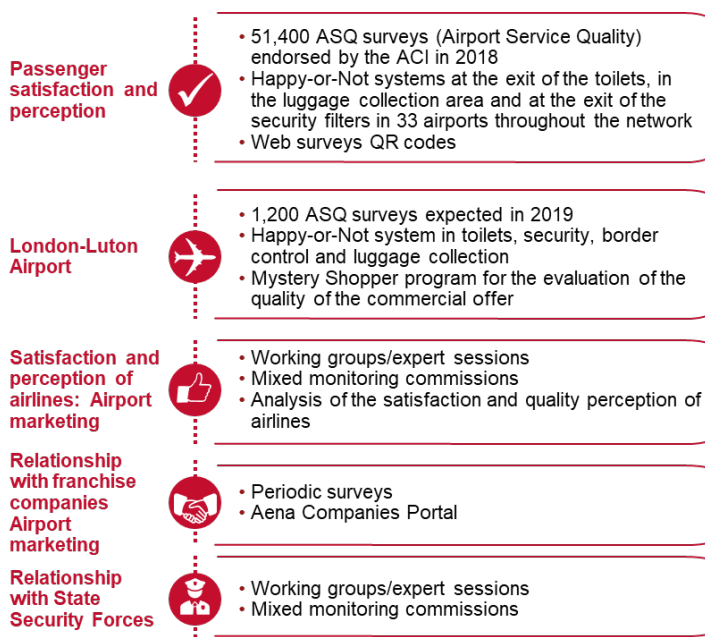 Passenger
satisfaction and
perception
• 51,400 ASQ surveys (Airport Service Quality)
endorsed by the ACI in 2018
• Happy-or-Not systems at the exit of the toilets, in
the luggage collection area and at the exit of the
security filters in 33 airports throughout the network
• Web surveys QR codes
London-Luton
Airport
• 1,200 ASQ surveys expected in 2019
• Happy-or-Not system in toilets, security, border
control and luggage collection
• Mystery Shopper program for the evaluation of the
quality of the commercial offer
Satisfaction and
perception of
airlines: Airport
marketing
• Working groups/expert sessions
• Mixed monitoring commissions
• Analysis of the satisfaction and quality perception of
airlines
Relationship
with franchise
companies
Airport
marketing
• Periodic surveys
• Aena Companies Portal
Relationship
with State
Security Forces
• Working groups/expert sessions
• Mixed monitoring commissions